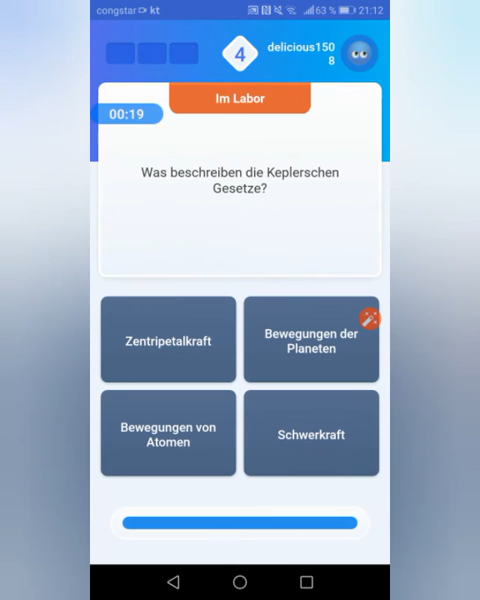 congstar kt 63 % 21:12
4
delicious150
8
Im Labor
00:19
Was beschreiben die Keplerschen
Gesetze?
Zentripetalkraft
Bewegungen der
Planeten
Bewegungen von
Atomen
Schwerkraft